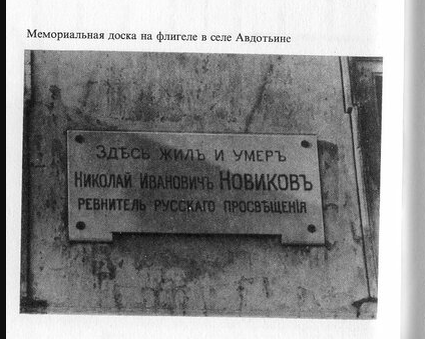 Мемориальная доска на флигеле в селе Авдотьине
ЗДѢСЬ ЖИЛЪ И УМЕРЪ
НИКОЛАЙ ИВАНОВИЧЪ НОВИКОВЪ
РЕВНИТЕЛЬ РУССКАГО ПРОСВѢЩЕНІЯ